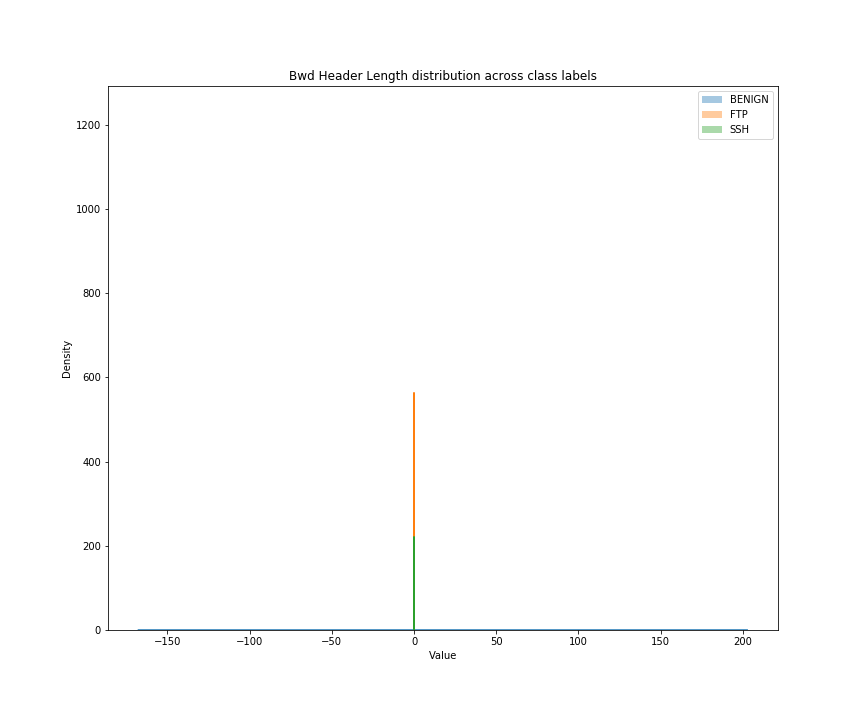 Bwd Header Length distribution across class labels
BENIGN
FTP
SSH
1200
1000
800
600
400
200
0
Density
−150
−100
−50
0
50
100
150
200
Value